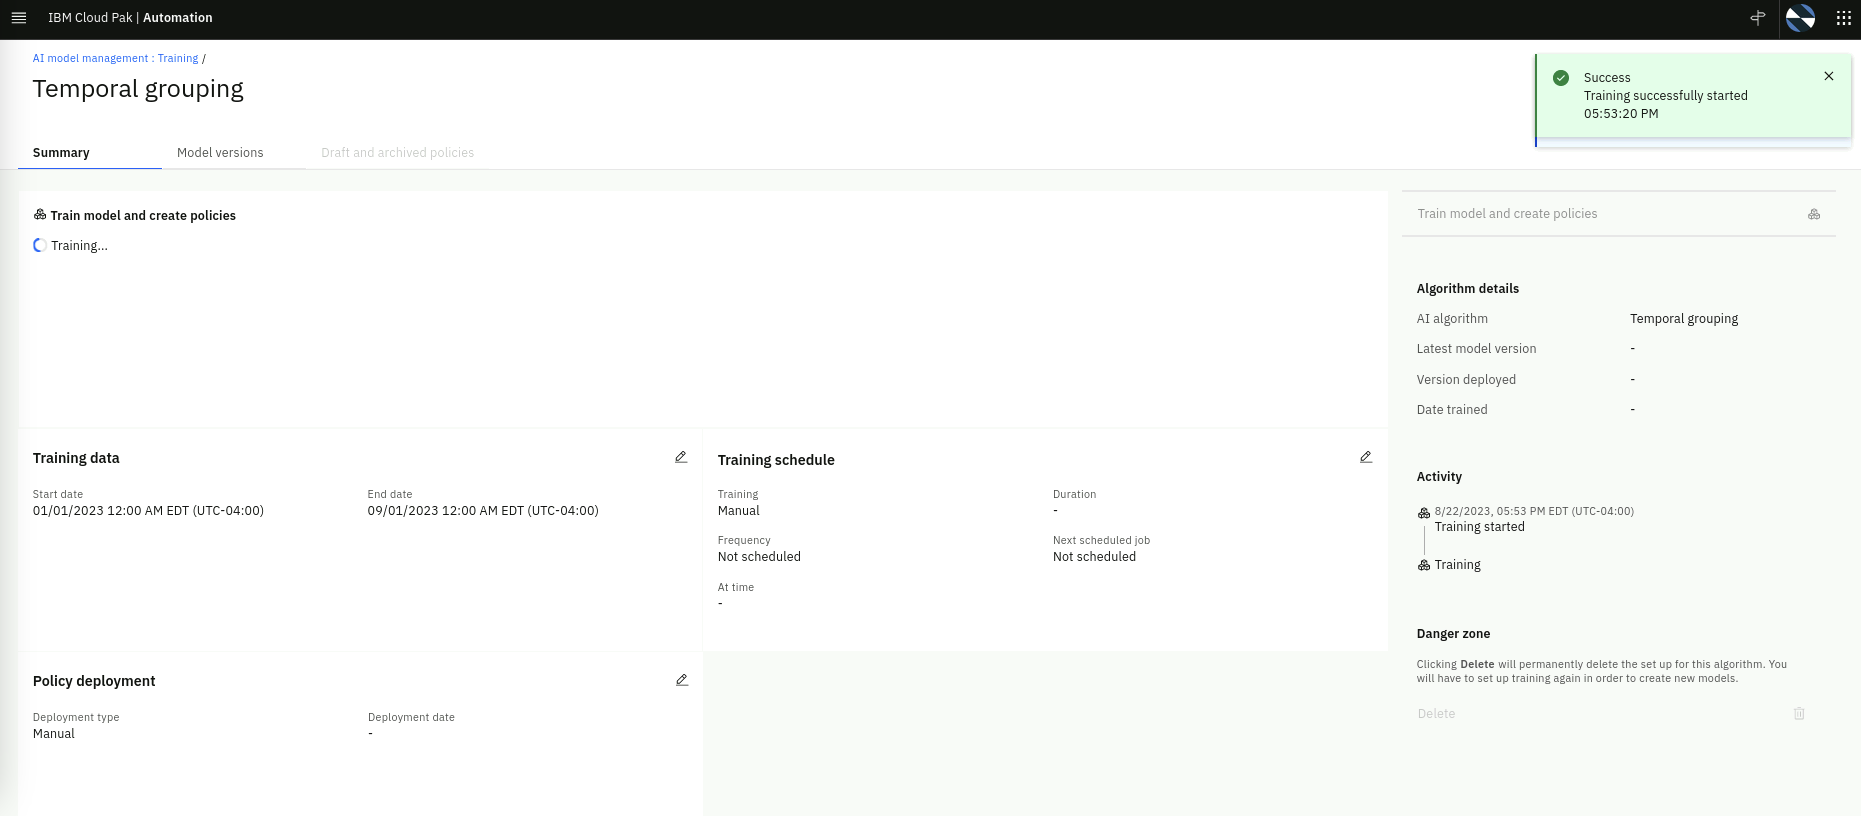 IBM Cloud Pak | Automation
AI model management : Training /
Temporal grouping
Success
Training successfully started
05:53:20 PM
Summary
Model versions
Draft and archived policies
Train model and create policies
Training...
Training data
Start date
01/01/2023 12:00 AM EDT (UTC-04:00)
End date
09/01/2023 12:00 AM EDT (UTC-04:00)
Training schedule
Training
Manual
Duration
-
Frequency
Not scheduled
Next scheduled job
Not scheduled
At time
-
Policy deployment
Deployment type
Manual
Deployment date
-
Train model and create policies
Algorithm details
AI algorithm Temporal grouping
Latest model version -
Version deployed -
Date trained -
Activity
8/22/2023, 05:53 PM EDT (UTC-04:00)
Training started
Training
Danger zone
Clicking Delete will permanently delete the set up for this algorithm. You
will have to set up training again in order to create new models.
Delete